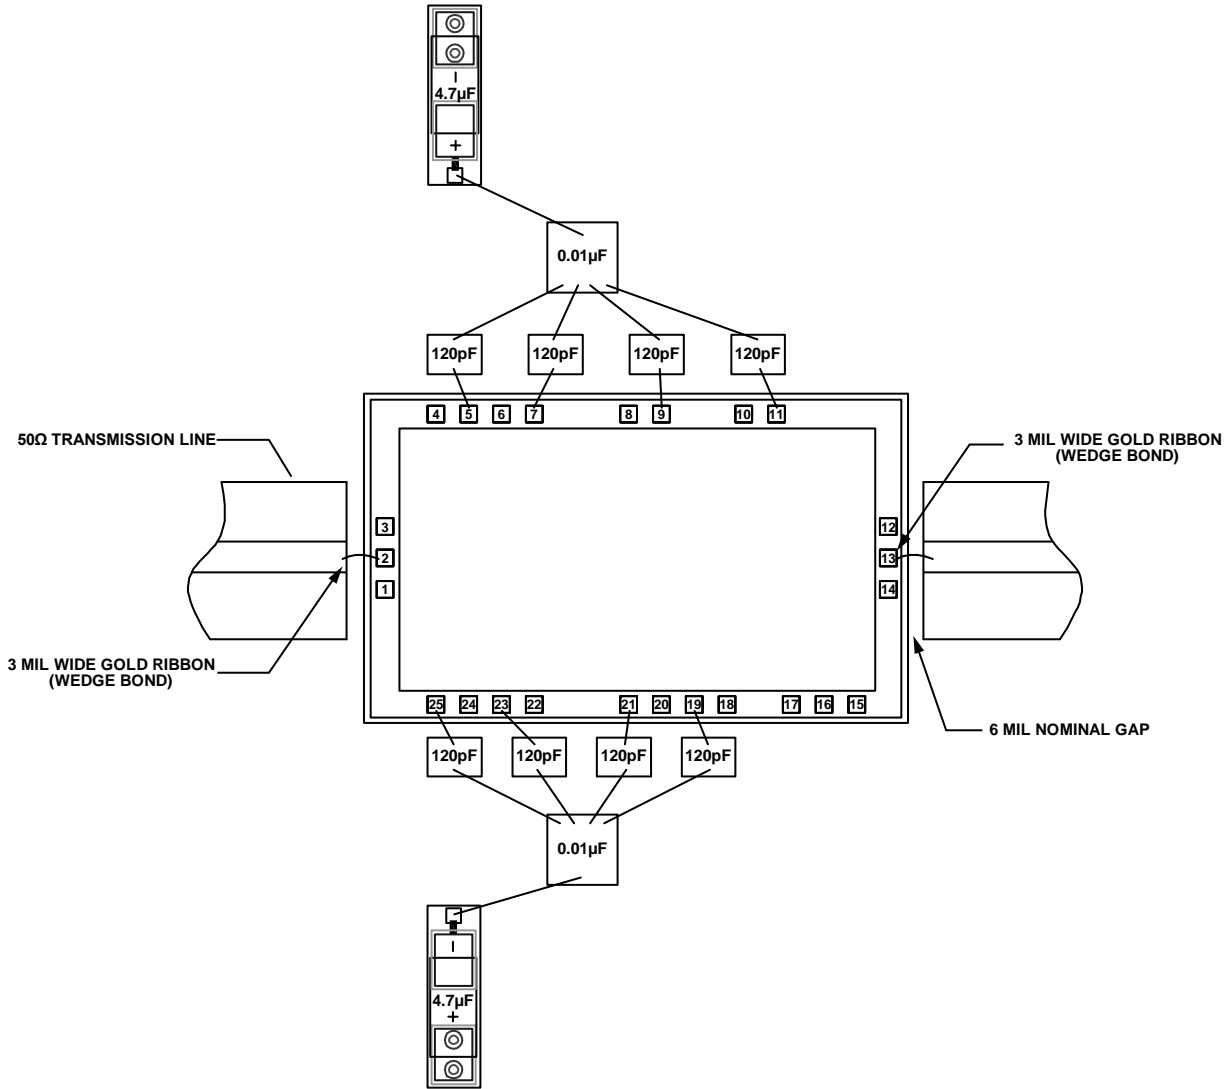 –
4.7µF
+
0.01µF
120pF 120pF 120pF 120pF
4 5 6 7 8 9 10 11
50Ω TRANSMISSION LINE
3 MIL WIDE GOLD RIBBON
(WEDGE BOND)
3
2
1
12
13
14
3 MIL WIDE GOLD RIBBON
(WEDGE BOND)
6 MIL NOMINAL GAP
25 24 23 22 21 20 19 18 17 16 15
120pF 120pF 120pF 120pF
0.01µF
–
4.7µF
+